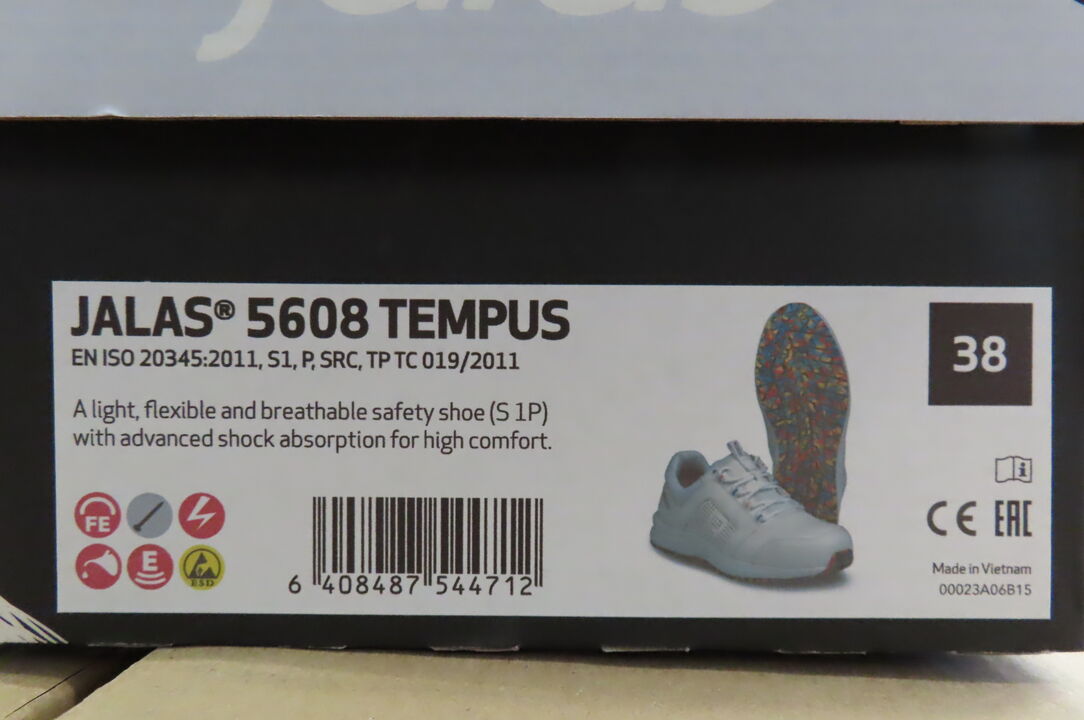 JALAS® 5608 TEMPUS
EN ISO 20345:2011, S1, P, SRC, TP TC 019/2011
A light, flexible and breathable safety shoe (S 1P)
with advanced shock absorption for high comfort.
38
FE
E
ESD
6 408487 544712
CE EAC
Made in Vietnam
00023A06B15